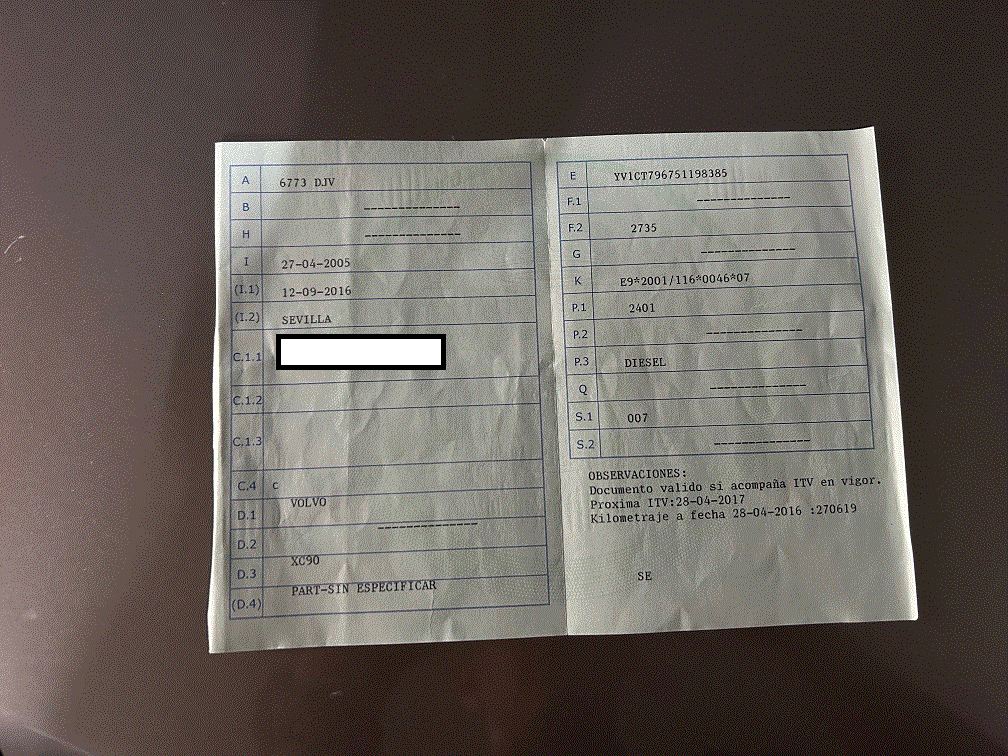 A 6773 DJV
B --------------
H --------------
I 27-04-2005
(I.1) 12-09-2016
(I.2) SEVILLA
C.1.1
C.1.2
C.1.3
C.4 c
D.1 VOLVO
D.2 --------------
D.3 XC90
(D.4) PART-SIN ESPECIFICAR
E YV1CT796751198385
F.1 --------------
F.2 2735
G --------------
K E9*2001/116*0046*07
P.1 2401
P.2 --------------
P.3 DIESEL
Q --------------
S.1 007
S.2 --------------
OBSERVACIONES:
Documento valido si acompaña ITV en vigor.
Proxima ITV:28-04-2017
Kilometraje a fecha 28-04-2016 :270619
SE